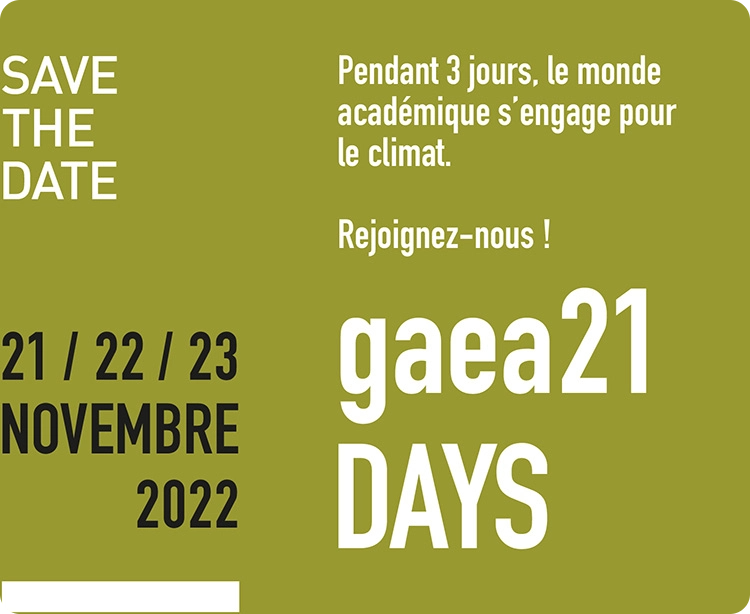 SAVE
THE
DATE
21 / 22 / 23
NOVEMBRE
2022
Pendant 3 jours, le monde
académique s'engage pour
le climat.
Rejoignez-nous !
gaea21
DAYS